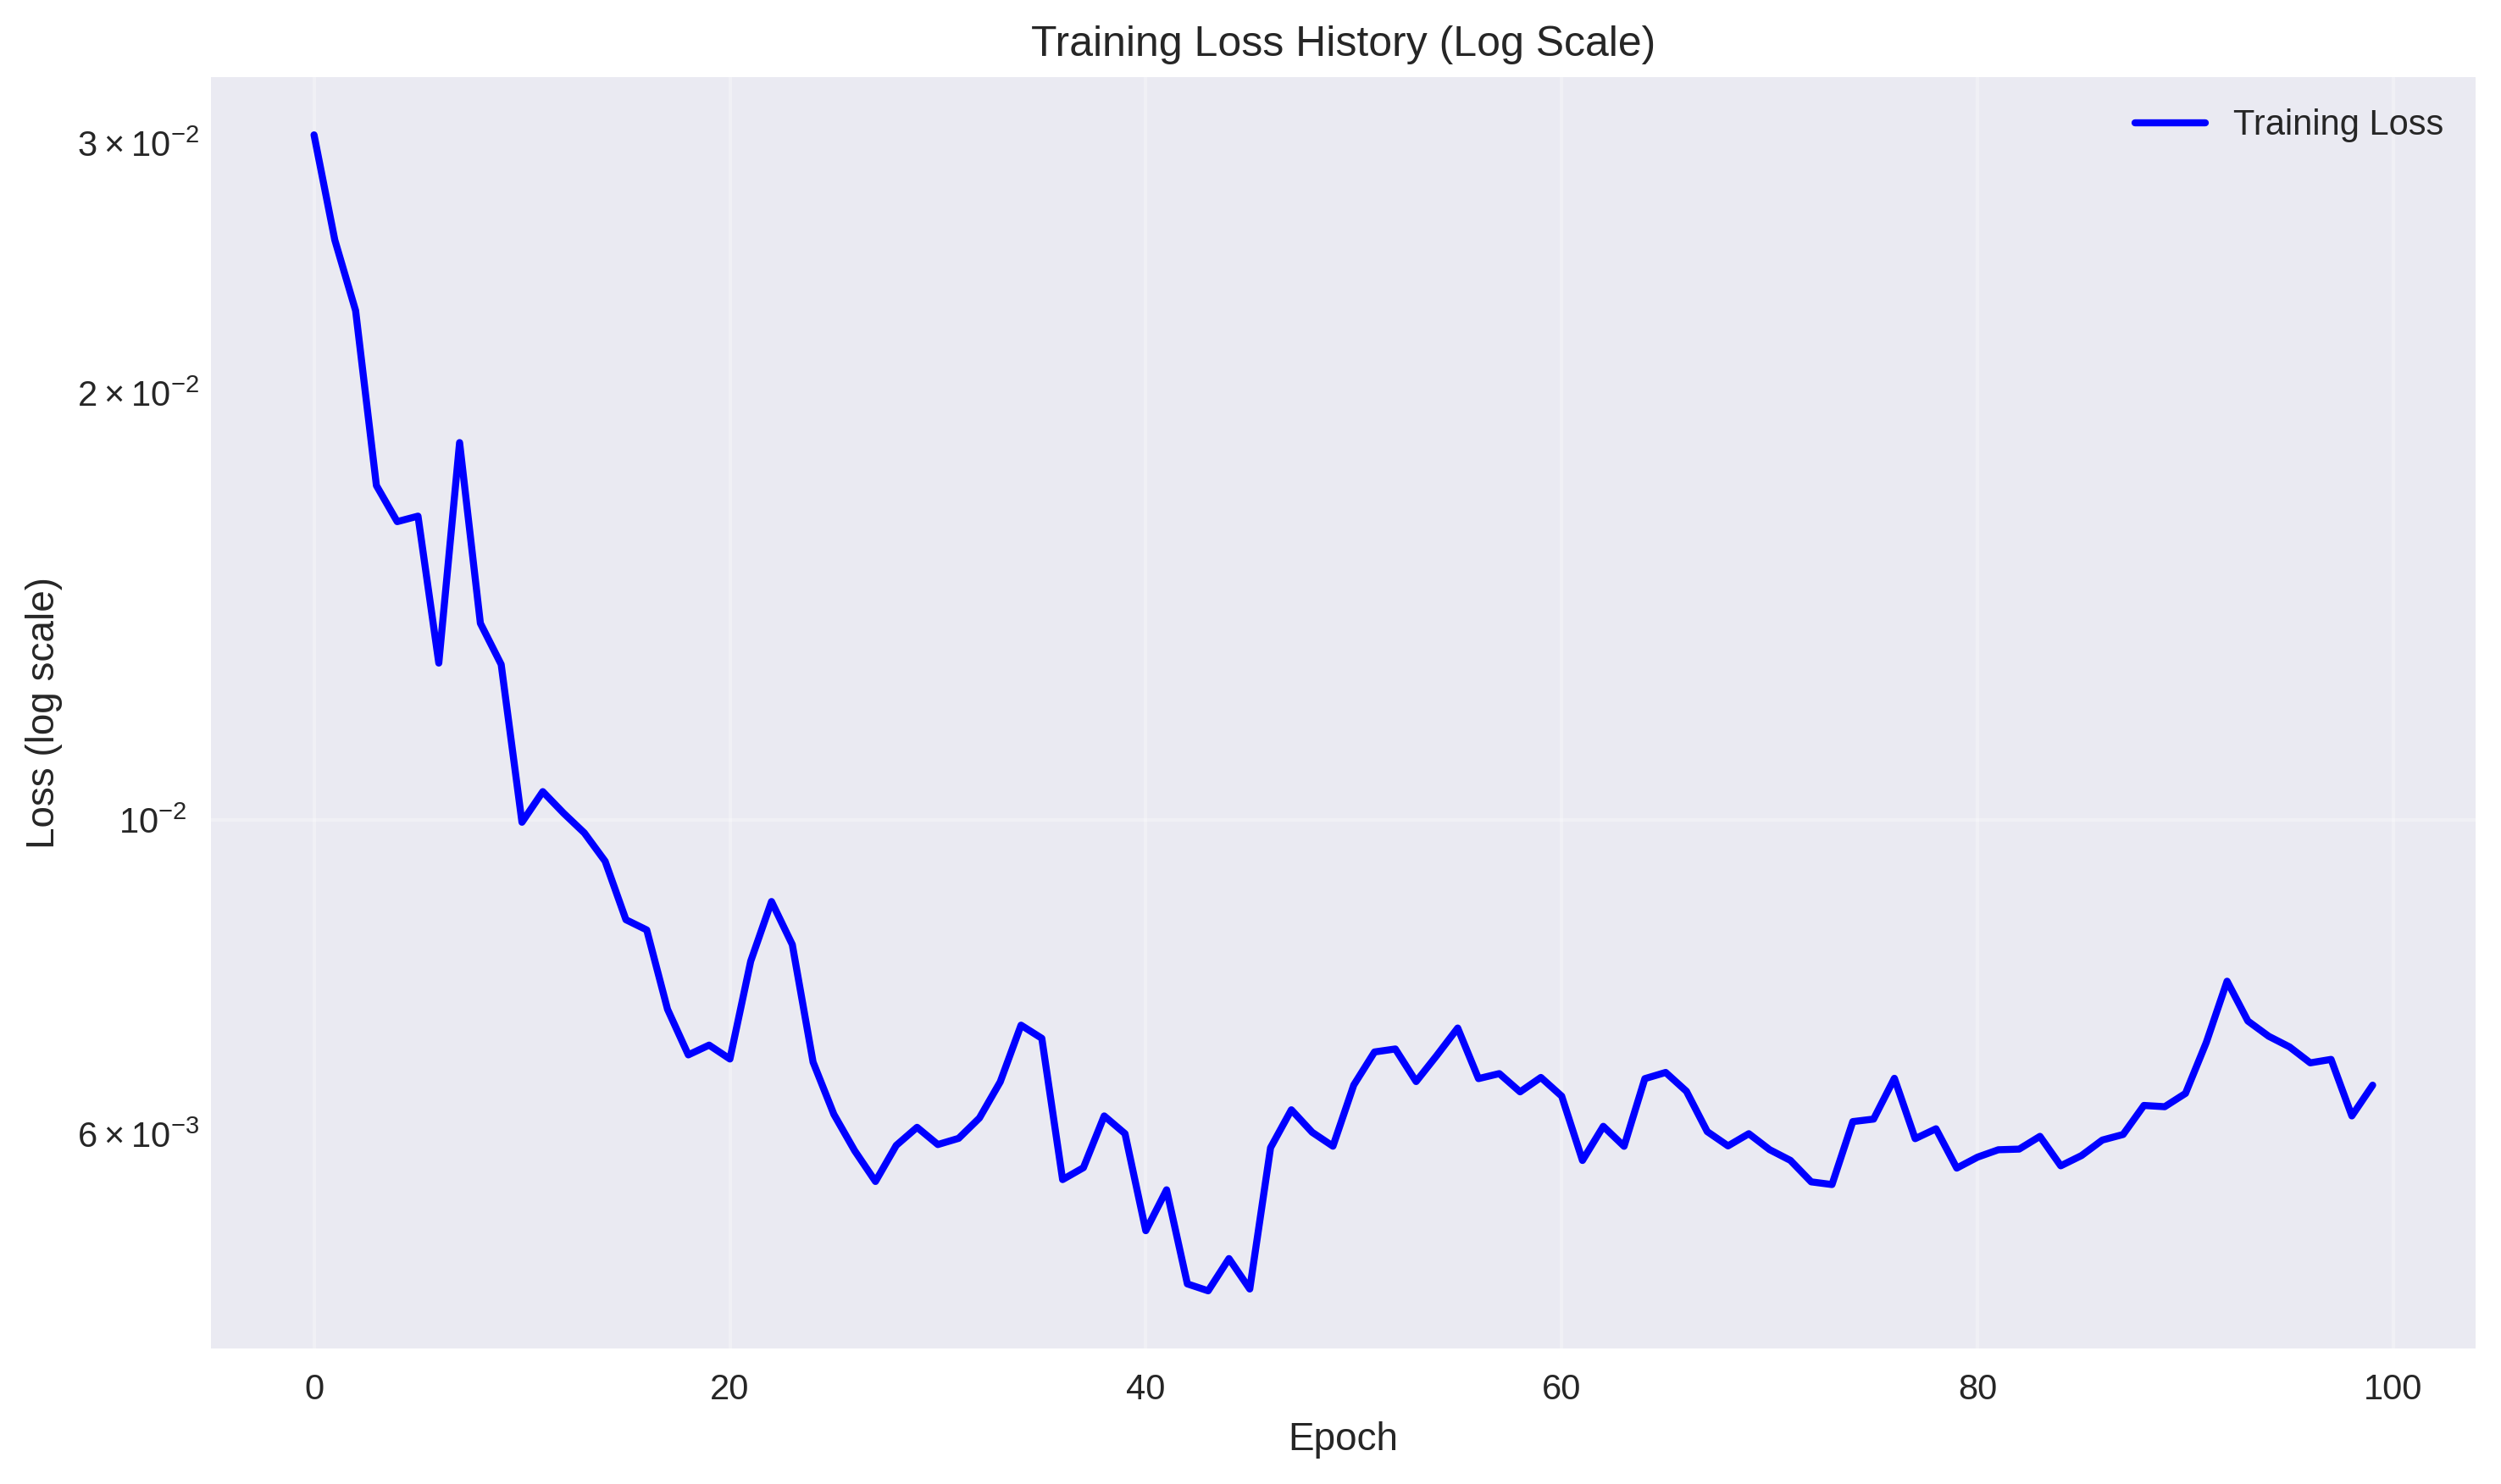 Training Loss History (Log Scale)
Training Loss
3 × 10⁻²
2 × 10⁻²
10⁻²
6 × 10⁻³
Loss (log scale)
0 20 40 60 80 100
Epoch